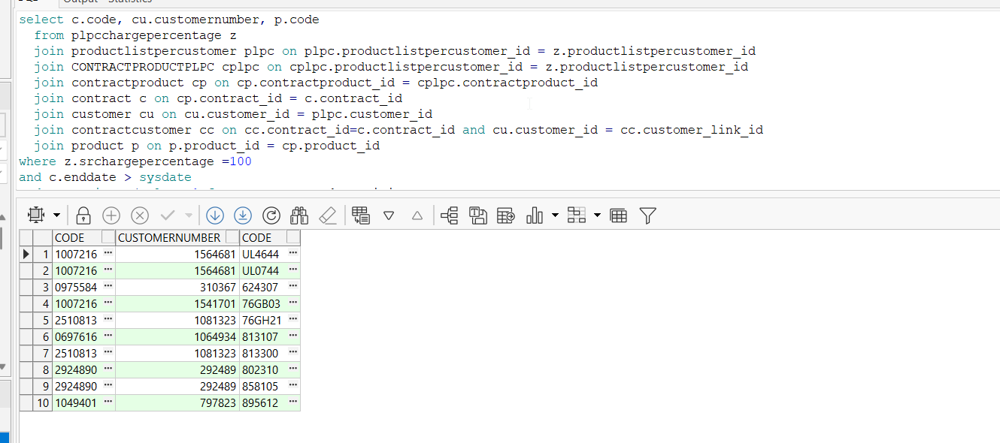 Output Statistics
select c.code, cu.customernumber, p.code
from plpcchargepercentage z
join productlistpercustomer plpc on plpc.productlistpercustomer_id = z.productlistpercustomer_id
join CONTRACTPRODUCTPLPC cplpc on cplpc.productlistpercustomer_id = z.productlistpercustomer_id
join contractproduct cp on cp.contractproduct_id = cplpc.contractproduct_id
join contract c on cp.contract_id = c.contract_id
join customer cu on cu.customer_id = plpc.customer_id
join contractcustomer cc on cc.contract_id=c.contract_id and cu.customer_id = cc.customer_link_id
join product p on p.product_id = cp.product_id
where z.srchargepercentage =100
and c.enddate > sysdate
CODE CUSTOMERNUMBER CODE
1 1007216 ... 1564681 UL4644 ...
2 1007216 ... 1564681 UL0744 ...
3 0975584 ... 310367 624307 ...
4 1007216 ... 1541701 76GB03 ...
5 2510813 ... 1081323 76GH21 ...
6 0697616 ... 1064934 813107 ...
7 2510813 ... 1081323 813300 ...
8 2924890 ... 292489 802310 ...
9 2924890 ... 292489 858105 ...
10 1049401 ... 797823 895612 ...